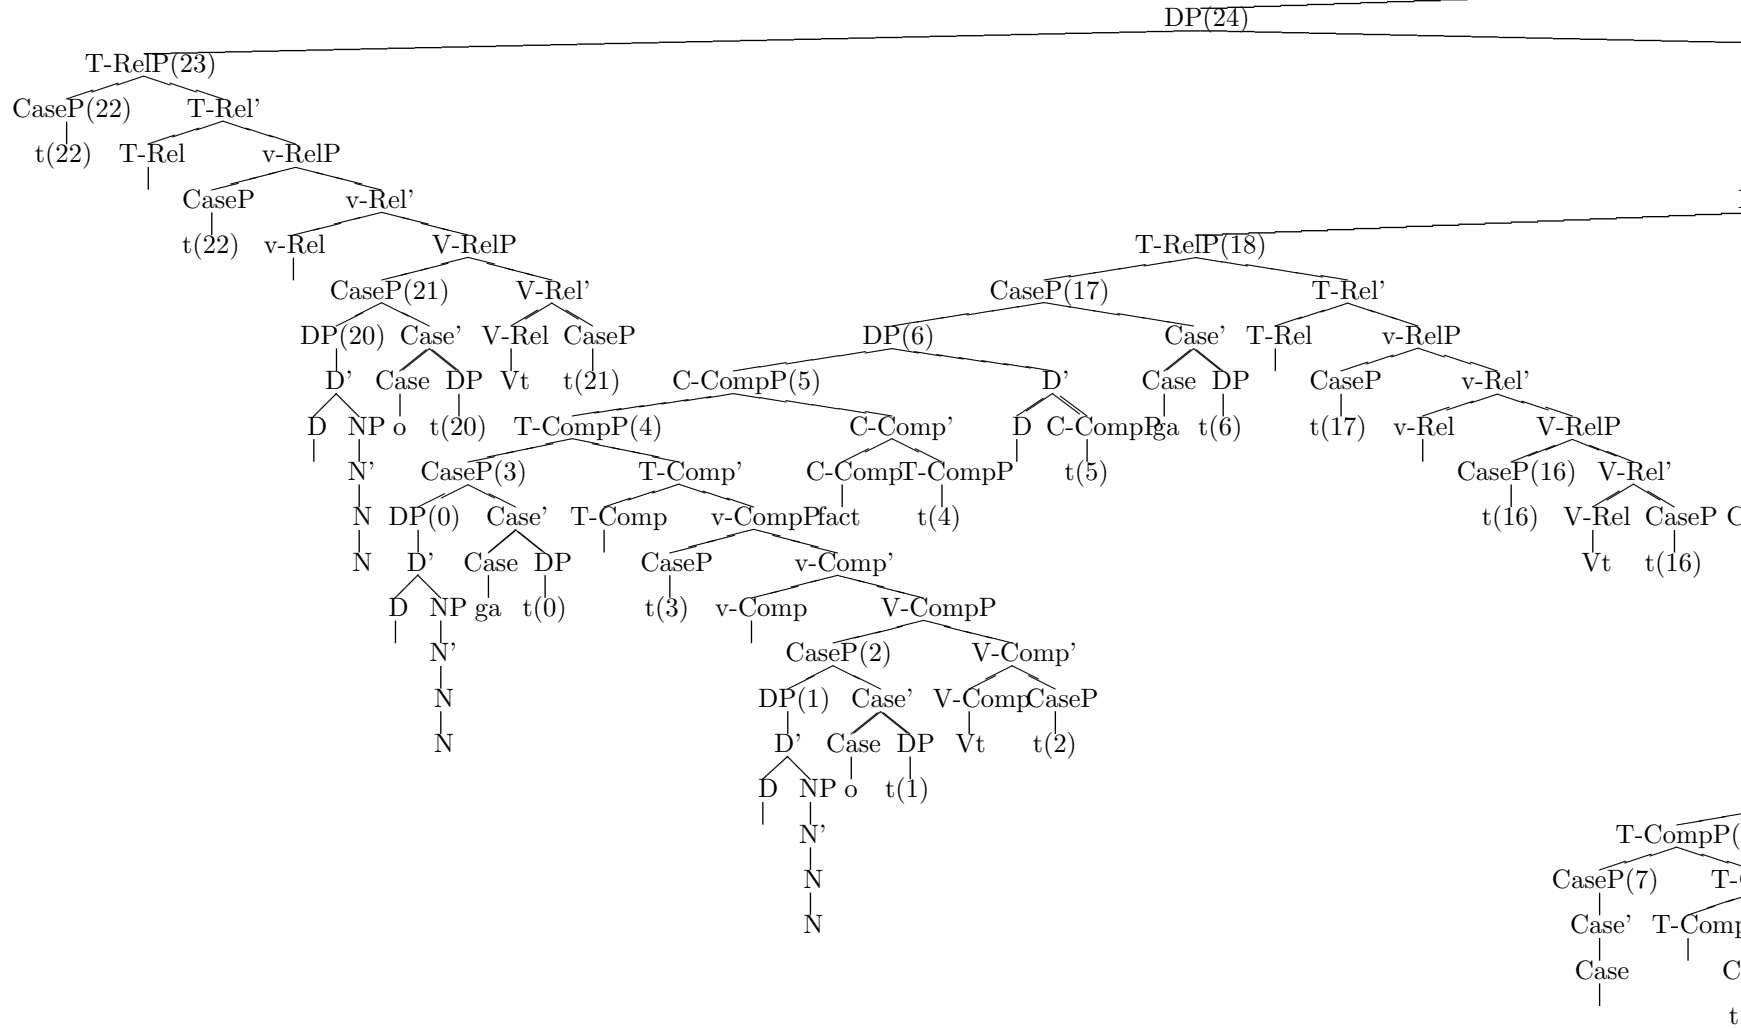 DP(24)
T-RelP(23)
CaseP(22) T-Rel'
t(22) T-Rel v-RelP
CaseP v-Rel'
t(22) v-Rel V-RelP T-RelP(18)
CaseP(21) V-Rel' CaseP(17) T-Rel'
DP(20) Case' V-Rel CaseP DP(6) Case' T-Rel v-RelP
D' Case DP Vt t(21) C-CompP(5) D' Case DP CaseP v-Rel'
D NP o t(20) T-CompP(4) C-Comp' D C-CompP ga t(6) t(17) v-Rel V-RelP
N' CaseP(3) T-Comp' C-Comp T-CompP t(5) CaseP(16) V-Rel'
N DP(0) Case' T-Comp v-CompP fact t(4) t(16) V-Rel CaseP
N D' Case DP CaseP v-Comp' Vt t(16)
D NP ga t(0) t(3) v-Comp V-CompP
N' CaseP(2) V-Comp'
N DP(1) Case' V-Comp CaseP
N D' Case DP Vt t(2)
D NP o t(1)
N' T-CompP(
N CaseP(7)
N Case' T-Comp
Case